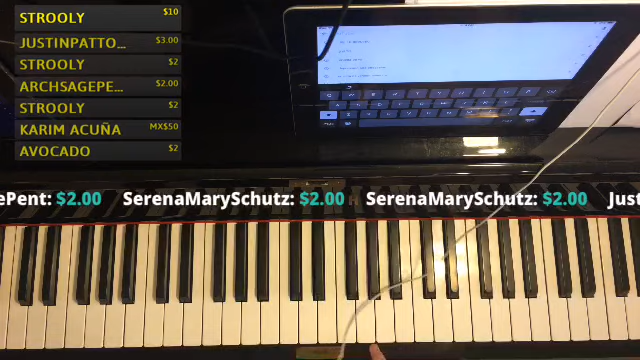 STROOLY $10
JUSTINPATTO... $3.00
STROOLY $2
ARCHSAGEPE... $2.00
STROOLY $2
KARIM ACUÑA MX$50
AVOCADO $2
ePent: $2.00 SerenaMarySchutz: $2.00 SerenaMarySchutz: $2.00 Just